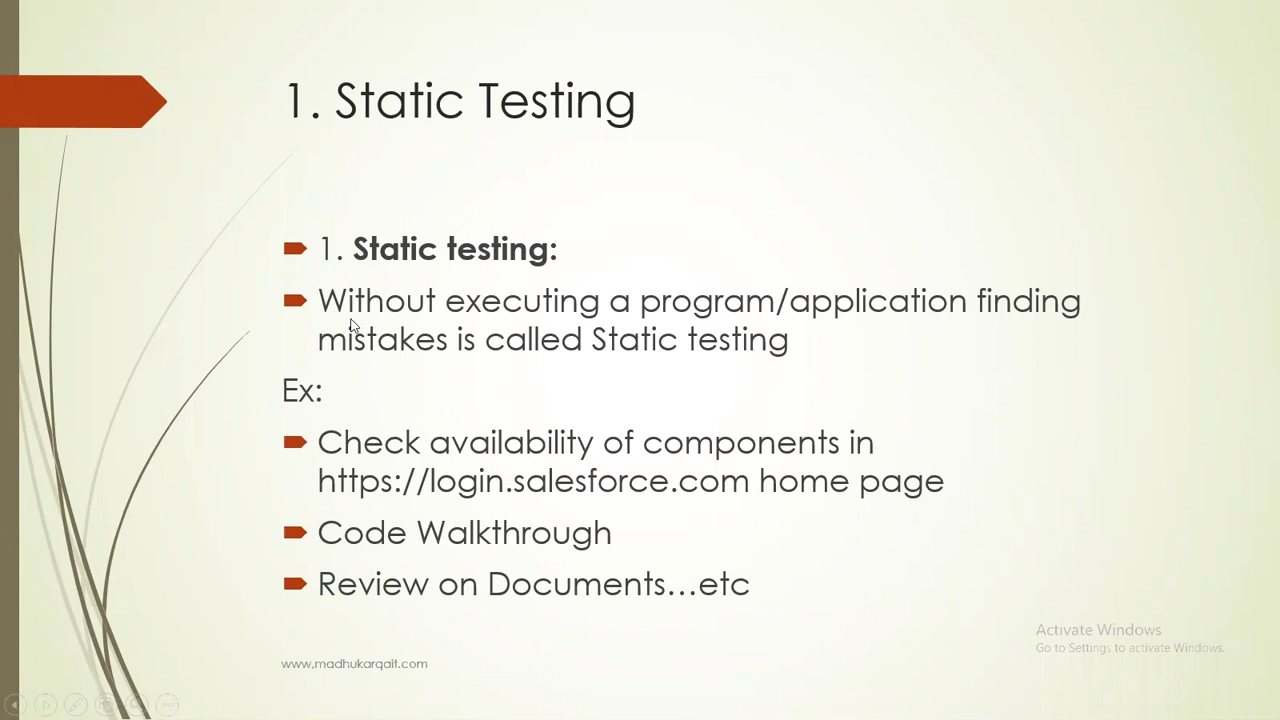 1. Static Testing
1. Static testing:
Without executing a program/application finding
mistakes is called Static testing
Ex:
Check availability of components in
https://login.salesforce.com home page
Code Walkthrough
Review on Documents...etc
Activate Windows
Go to Settings to activate Windows.
www.madhukarqait.com